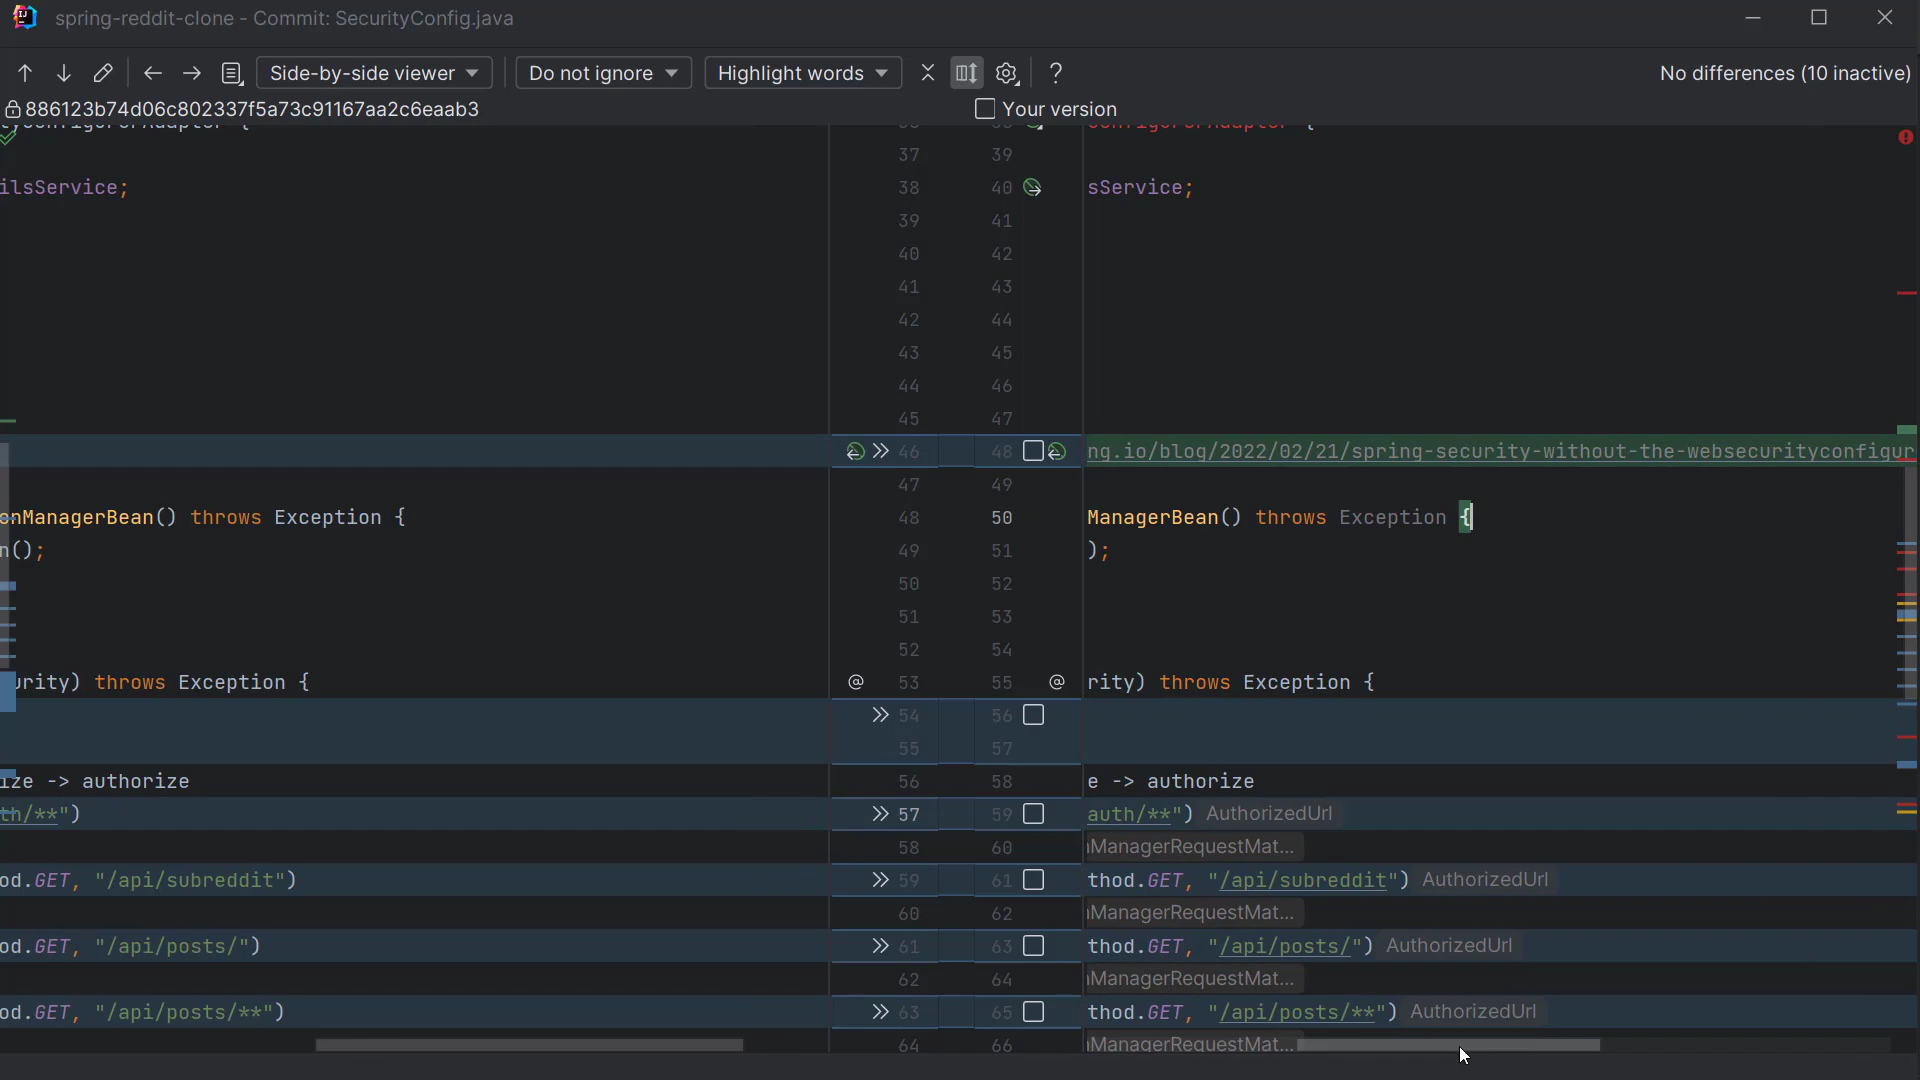 spring-reddit-clone - Commit: SecurityConfig.java
Side-by-side viewer
Do not ignore
Highlight words
?
No differences (10 inactive)
886123b74d06c802337f5a73c91167aa2c6eaab3
Your version
37 39
ilsService; 38 40 sService;
39 41
40 42
41 43
42 44
43 45
44 46
45 47
46 48 ng.io/blog/2022/02/21/spring-security-without-the-websecurityconfigur
47 49
onManagerBean() throws Exception { 48 50 ManagerBean() throws Exception {
n(); 49 51 );
50 52
51 53
52 54
urity) throws Exception { @ 53 55 @ rity) throws Exception {
54 56
55 57
ize -> authorize 56 58 e -> authorize
th/**") 57 59 auth/**") AuthorizedUrl
58 60 ManagerRequestMat...
od.GET, "/api/subreddit") 59 61 thod.GET, "/api/subreddit") AuthorizedUrl
60 62 ManagerRequestMat...
od.GET, "/api/posts/") 61 63 thod.GET, "/api/posts/") AuthorizedUrl
62 64 ManagerRequestMat...
od.GET, "/api/posts/**") 63 65 thod.GET, "/api/posts/**") AuthorizedUrl
64 66 ManagerRequestMat...